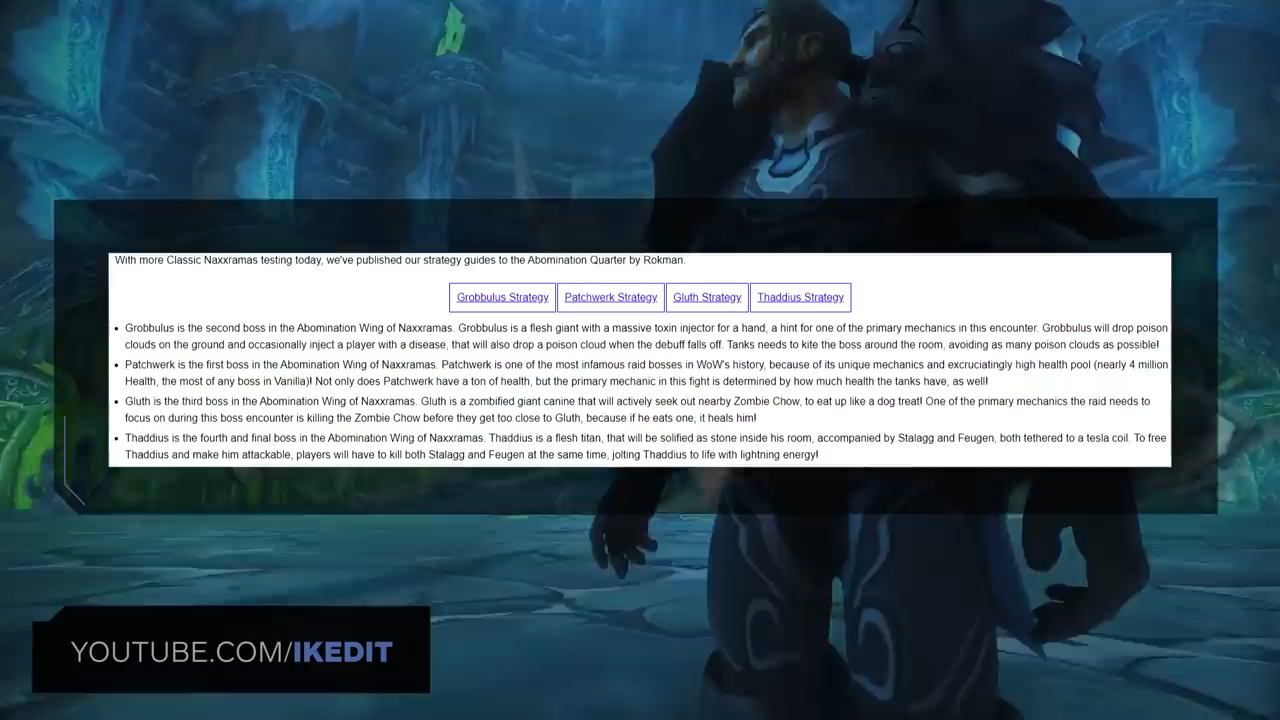 With more Classic Naxxramas testing today, we've published our strategy guides to the Abomination Quarter by Rokman.
Grobbulus Strategy Patchwerk Strategy Gluth Strategy Thaddius Strategy
• Grobbulus is the second boss in the Abomination Wing of Naxxramas. Grobbulus is a flesh giant with a massive toxin injector for a hand, a hint for one of the primary mechanics in this encounter. Grobbulus will drop poison
clouds on the ground and occasionally inject a player with a disease, that will also drop a poison cloud when the debuff falls off. Tanks needs to kite the boss around the room, avoiding as many poison clouds as possible!
• Patchwerk is the first boss in the Abomination Wing of Naxxramas. Patchwerk is one of the most infamous raid bosses in WoW's history, because of its unique mechanics and excruciatingly high health pool (nearly 4 million
Health, the most of any boss in Vanilla)! Not only does Patchwerk have a ton of health, but the primary mechanic in this fight is determined by how much health the tanks have, as well!
• Gluth is the third boss in the Abomination Wing of Naxxramas. Gluth is a zombified giant canine that will actively seek out nearby Zombie Chow, to eat up like a dog treat! One of the primary mechanics the raid needs to
focus on during this boss encounter is killing the Zombie Chow before they get too close to Gluth, because if he eats one, it heals him!
• Thaddius is the fourth and final boss in the Abomination Wing of Naxxramas. Thaddius is a flesh titan, that will be solified as stone inside his room, accompanied by Stalagg and Feugen, both tethered to a tesla coil. To free
Thaddius and make him attackable, players will have to kill both Stalagg and Feugen at the same time, jolting Thaddius to life with lightning energy!
YOUTUBE.COM/IKEDIT